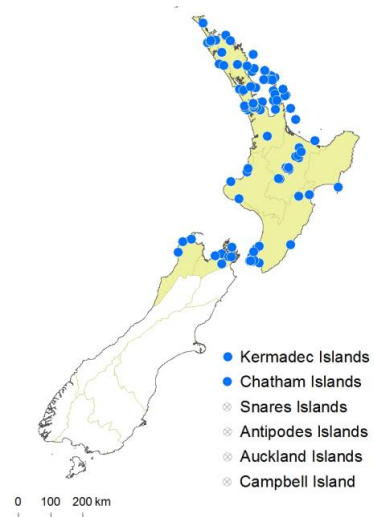 Kermadec Islands
Chatham Islands
Snares Islands
Antipodes Islands
Auckland Islands
Campbell Island
0 100 200 km